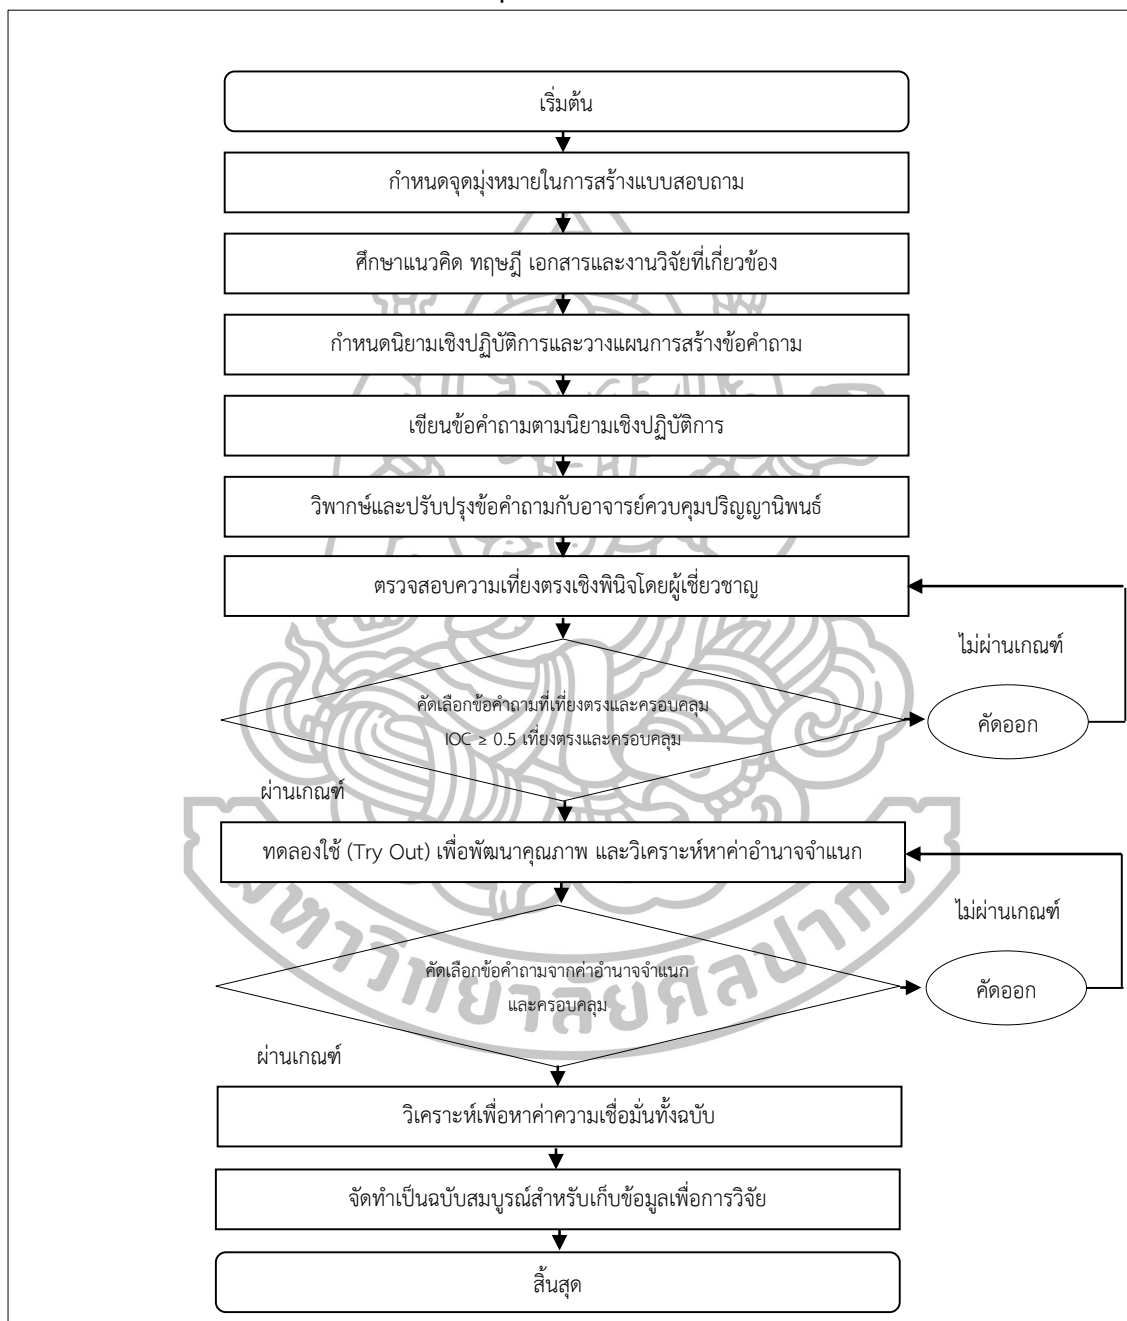 เริ่มต้น
กำหนดจุดมุ่งหมายในการสร้างแบบสอบถาม
ศึกษาแนวคิด ทฤษฎี เอกสารและงานวิจัยที่เกี่ยวข้อง
กำหนดนิยามเชิงปฏิบัติการและวางแผนการสร้างข้อคำถาม
เขียนข้อคำถามตามนิยามเชิงปฏิบัติการ
วิพากษ์และปรับปรุงข้อคำถามกับอาจารย์ควบคุมปริญญานิพนธ์
ตรวจสอบความเที่ยงตรงเชิงพินิจโดยผู้เชี่ยวชาญ
ไม่ผ่านเกณฑ์
คัดเลือกข้อคำถามที่เที่ยงตรงและครอบคลุม
IOC ≥ 0.5 เที่ยงตรงและครอบคลุม
คัดออก
ผ่านเกณฑ์
ทดลองใช้ (Try Out) เพื่อพัฒนาคุณภาพ และวิเคราะห์หาค่าอำนาจจำแนก
ไม่ผ่านเกณฑ์
คัดเลือกข้อคำถามจากค่าอำนาจจำแนก
และครอบคลุม
คัดออก
มหาวิทยาลัยศิลปากร
ผ่านเกณฑ์
วิเคราะห์เพื่อหาค่าความเชื่อมั่นทั้งฉบับ
จัดทำเป็นฉบับสมบูรณ์สำหรับเก็บข้อมูลเพื่อการวิจัย
สิ้นสุด